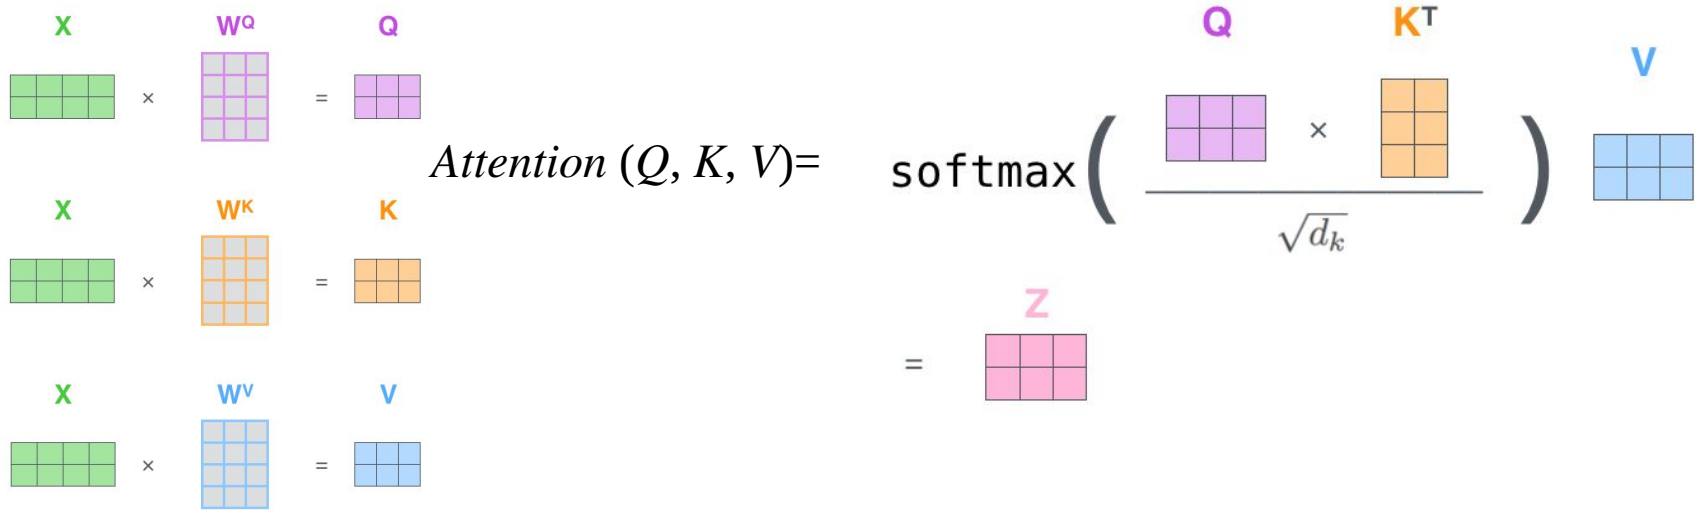 X W^Q Q
× =
X W^K K
× =
X W^V V
× =
Attention (Q, K, V)=
Q K^T V
softmax( × )
√d_k
Z
=